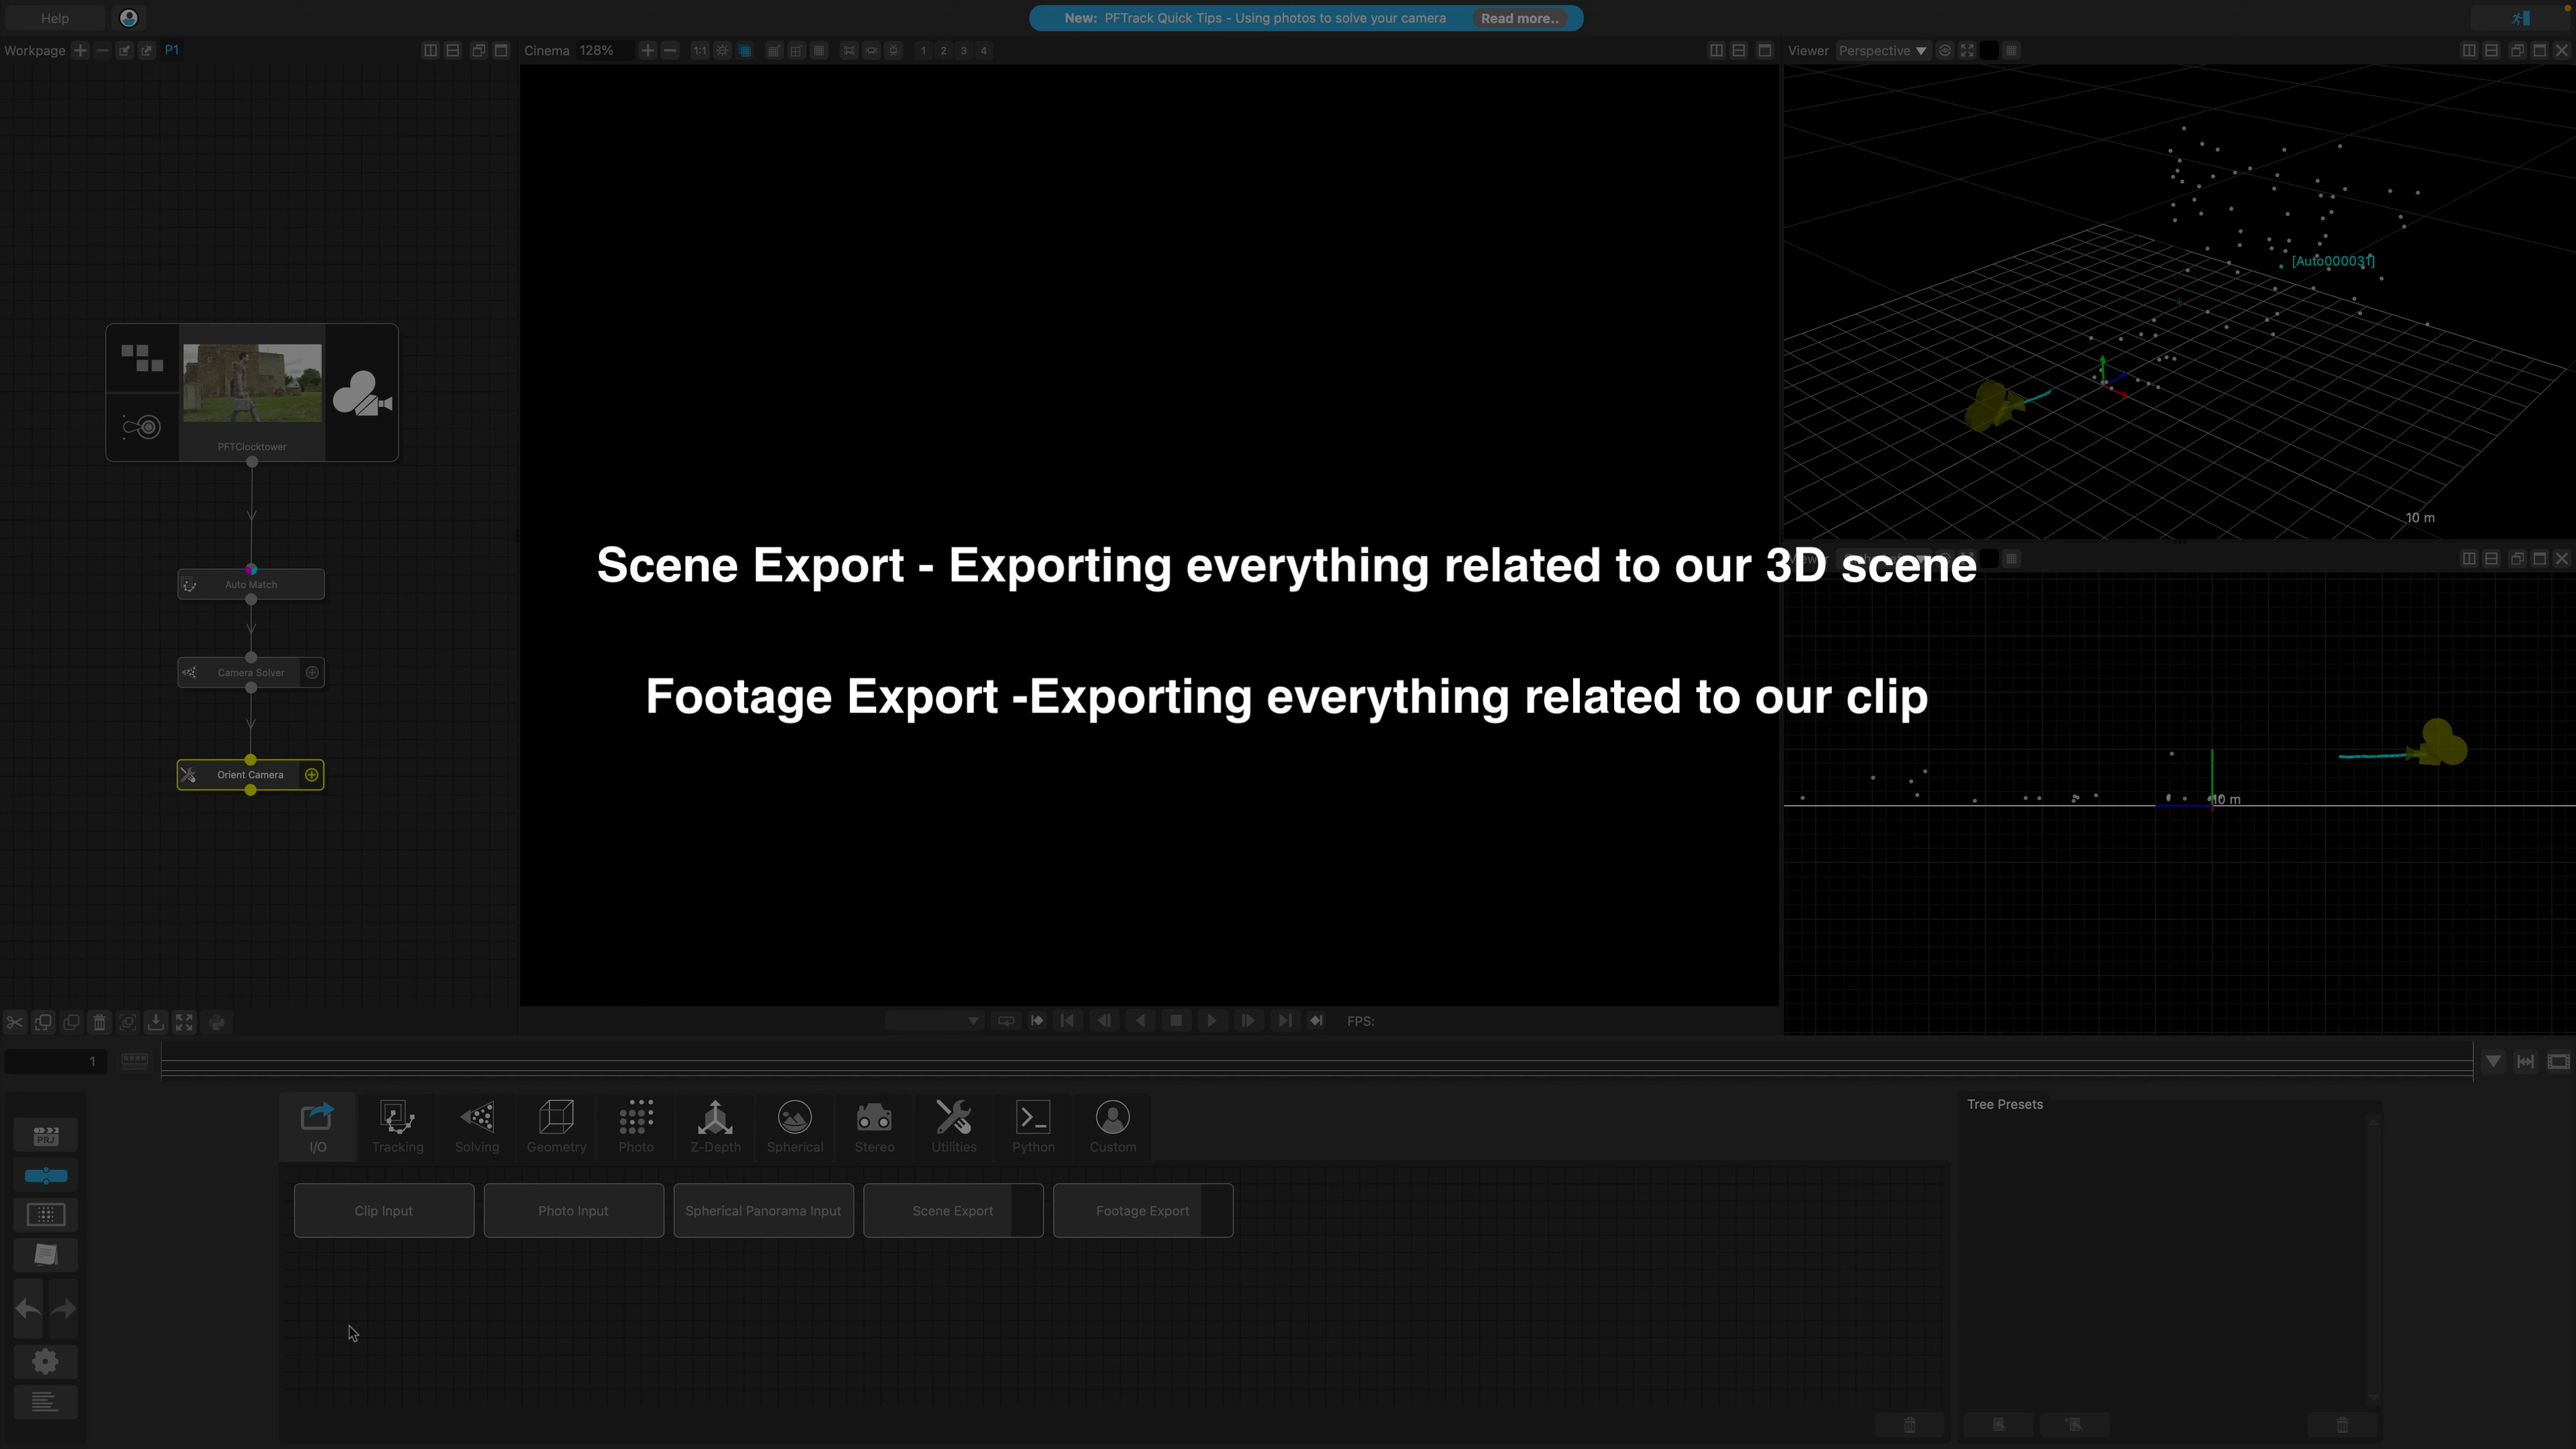 Help
New: PFTrack Quick Tips - Using photos to solve your camera Read more..
Workpage P1
Cinema 128% 1:1 1 2 3 4
Viewer Perspective
PFTClocktower
Auto Match
Camera Solver
Orient Camera
[Auto000031]
10 m
Scene Export - Exporting everything related to our 3D scene
Footage Export -Exporting everything related to our clip
10 m
FPS:
1
PRJ
I/O Tracking Solving Geometry Photo Z-Depth Spherical Stereo Utilities Python Custom
Clip Input Photo Input Spherical Panorama Input Scene Export Footage Export
Tree Presets